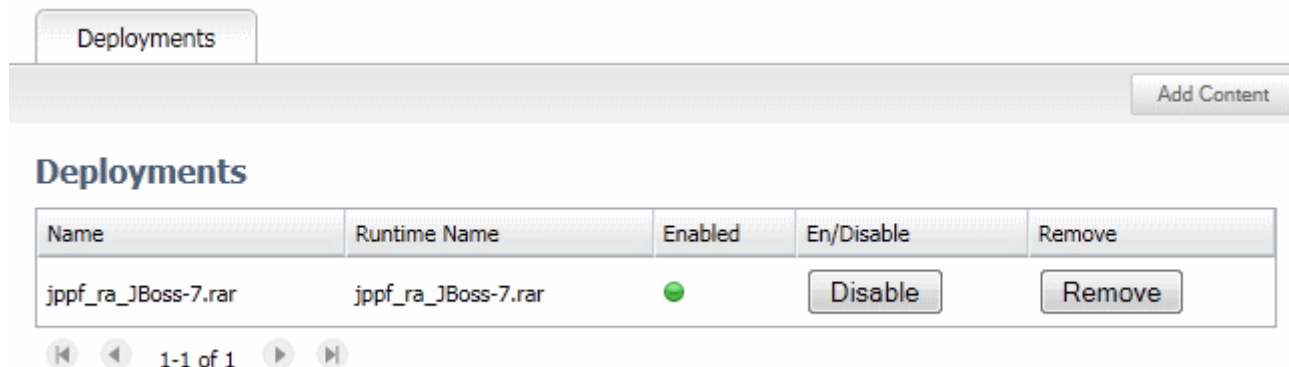 Deployments
Add Content
Deployments
Name Runtime Name Enabled En/Disable Remove
jppf_ra_JBoss-7.rar jppf_ra_JBoss-7.rar Disable Remove
1-1 of 1